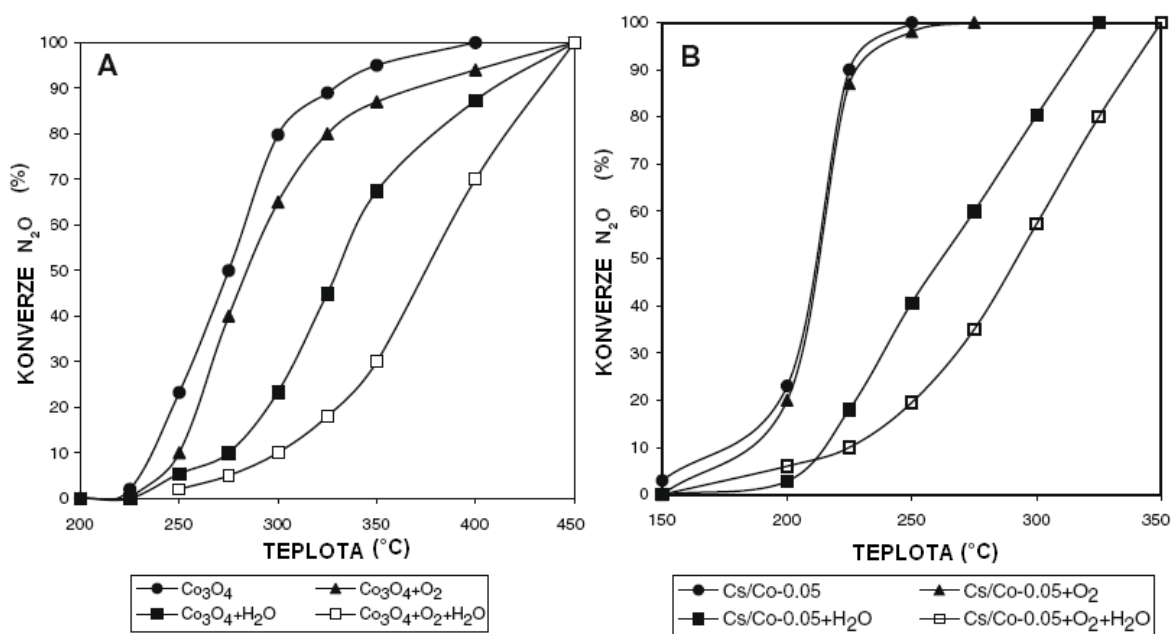 A
100
90
80
70
60
50
40
30
20
10
0
KONVERZE N₂O (%)
200 250 300 350 400 450
TEPLOTA (°C)
Co₃O₄ Co₃O₄+O₂
Co₃O₄+H₂O Co₃O₄+O₂+H₂O
B
100
90
80
70
60
50
40
30
20
10
0
KONVERZE N₂O (%)
150 200 250 300 350
TEPLOTA (°C)
Cs/Co-0.05 Cs/Co-0.05+O₂
Cs/Co-0.05+H₂O Cs/Co-0.05+O₂+H₂O